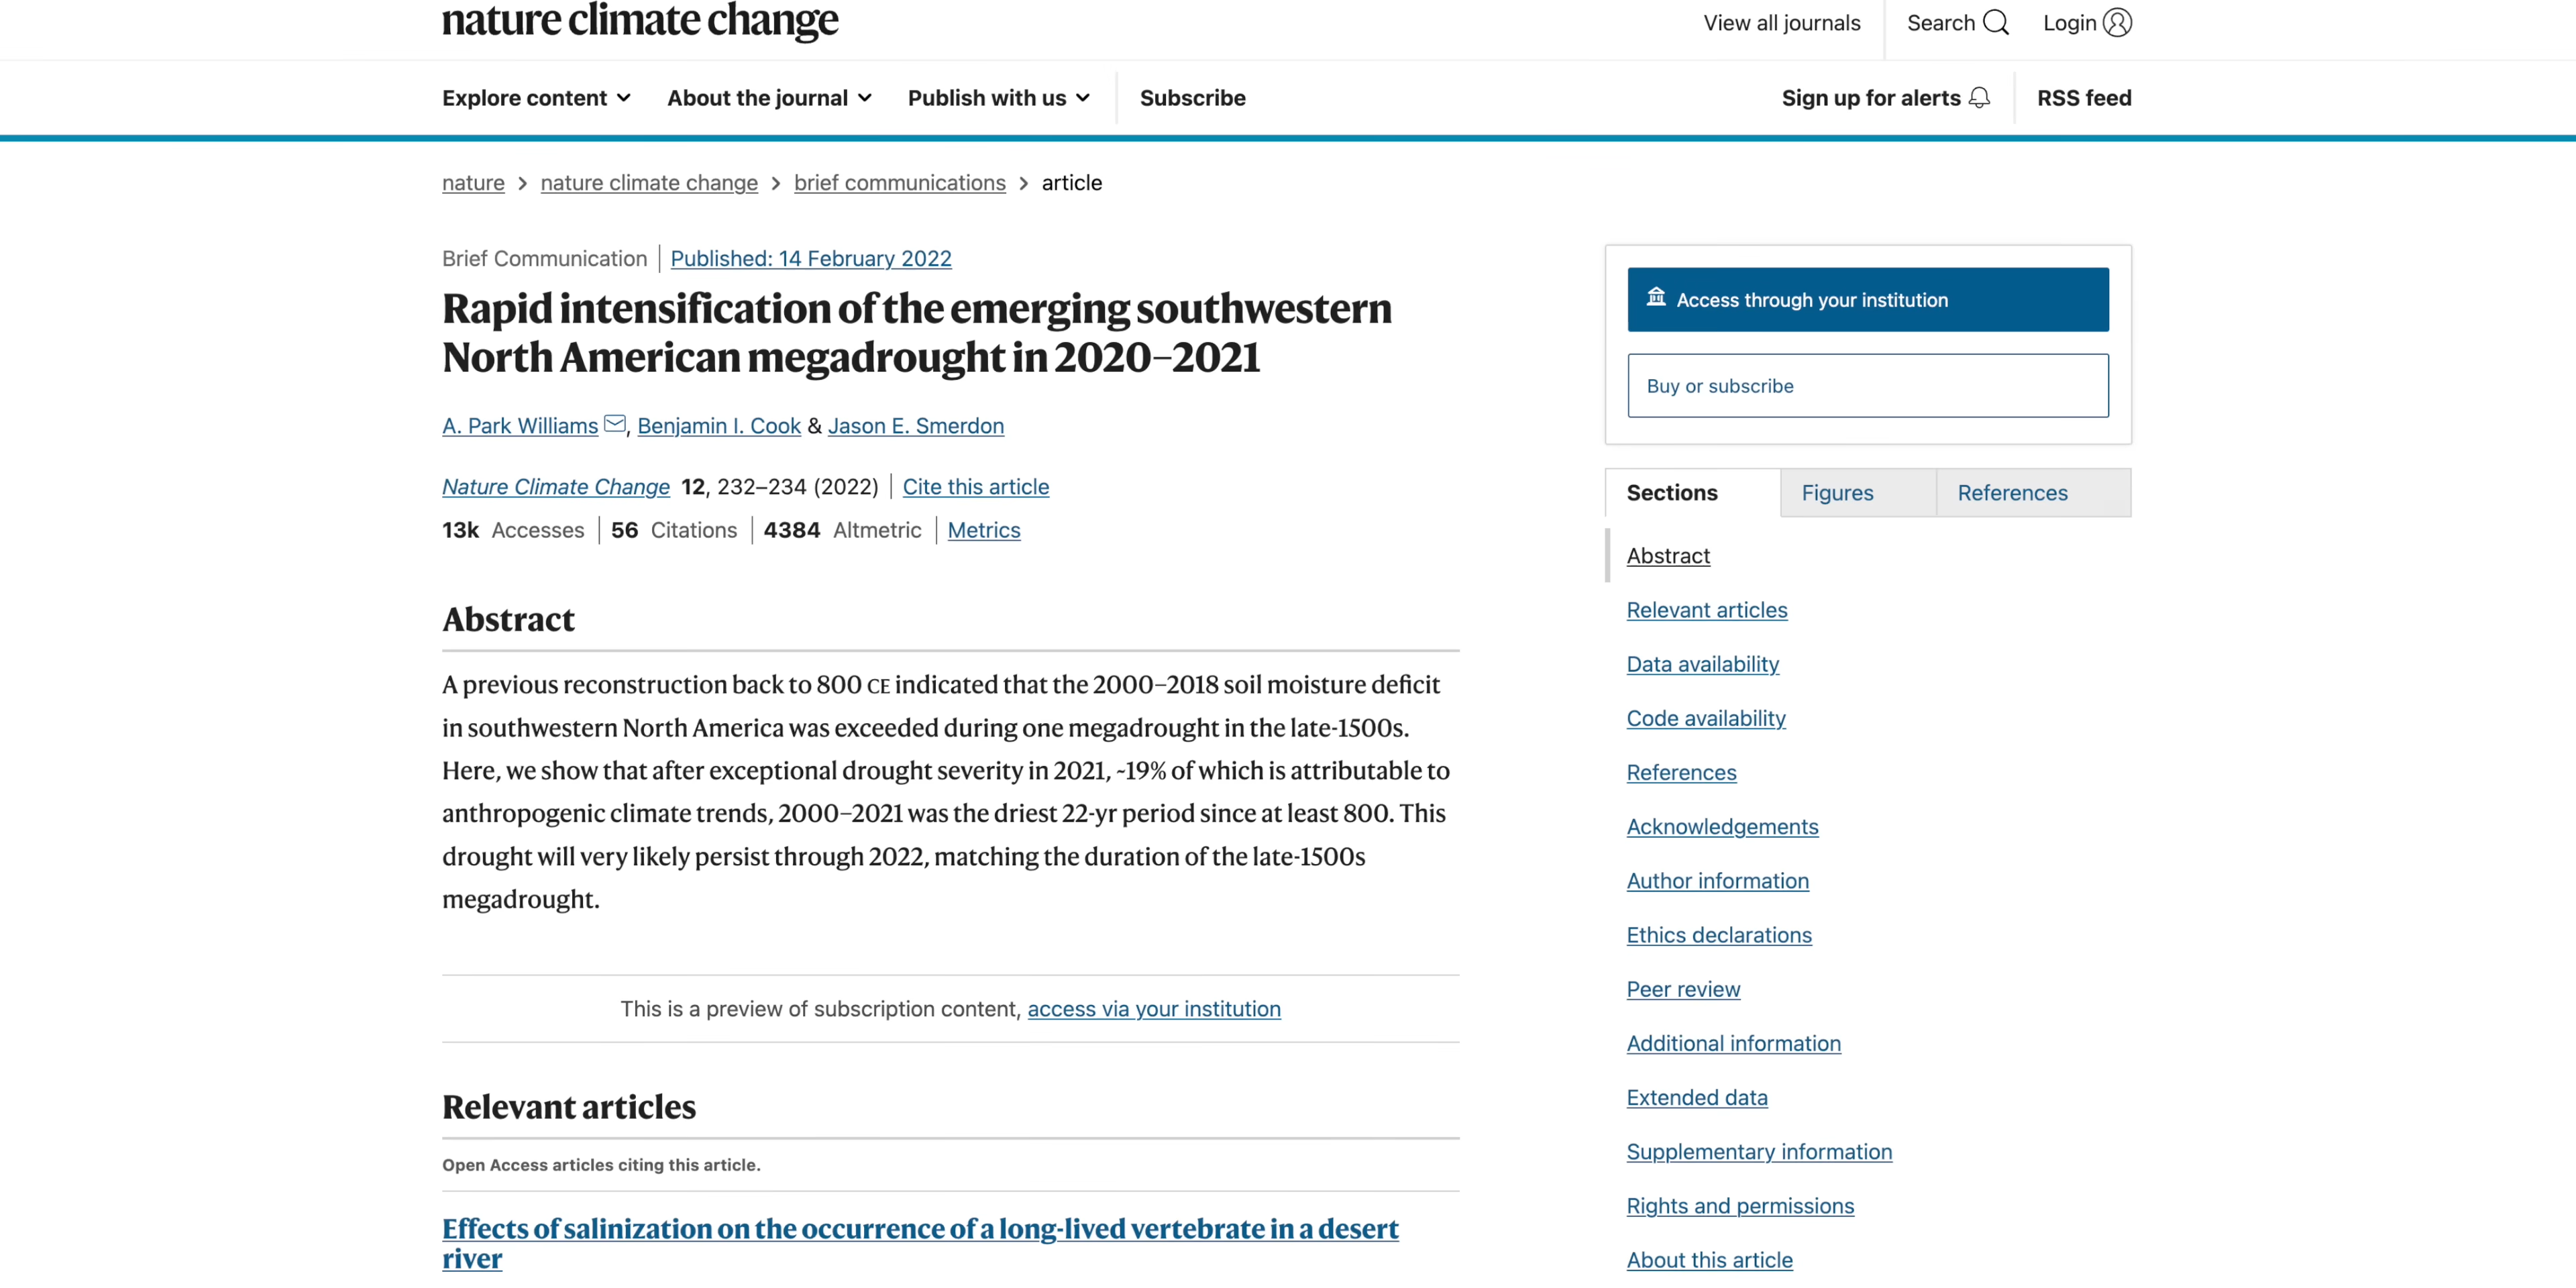 nature climate change
View all journals
Search
Login
Explore content
About the journal
Publish with us
Subscribe
Sign up for alerts
RSS feed
nature > nature climate change > brief communications > article
Brief Communication | Published: 14 February 2022
Rapid intensification of the emerging southwestern
North American megadrought in 2020–2021
A. Park Williams, Benjamin I. Cook & Jason E. Smerdon
Nature Climate Change 12, 232–234 (2022) | Cite this article
13k Accesses | 56 Citations | 4384 Altmetric | Metrics
Abstract
A previous reconstruction back to 800 CE indicated that the 2000–2018 soil moisture deficit
in southwestern North America was exceeded during one megadrought in the late-1500s.
Here, we show that after exceptional drought severity in 2021, ~19% of which is attributable to
anthropogenic climate trends, 2000–2021 was the driest 22-yr period since at least 800. This
drought will very likely persist through 2022, matching the duration of the late-1500s
megadrought.
This is a preview of subscription content, access via your institution
Relevant articles
Open Access articles citing this article.
Effects of salinization on the occurrence of a long-lived vertebrate in a desert
river
Access through your institution
Buy or subscribe
Sections
Figures
References
Abstract
Relevant articles
Data availability
Code availability
References
Acknowledgements
Author information
Ethics declarations
Peer review
Additional information
Extended data
Supplementary information
Rights and permissions
About this article